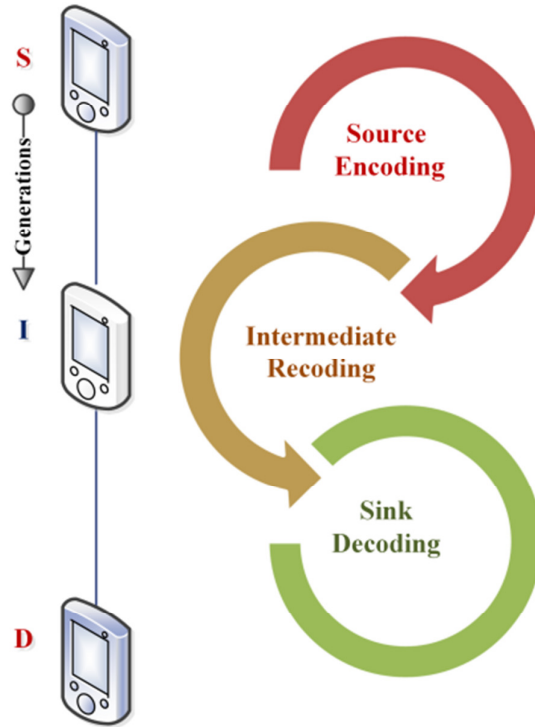 S
Source
Encoding
Generations
I
Intermediate
Recoding
Sink
Decoding
D